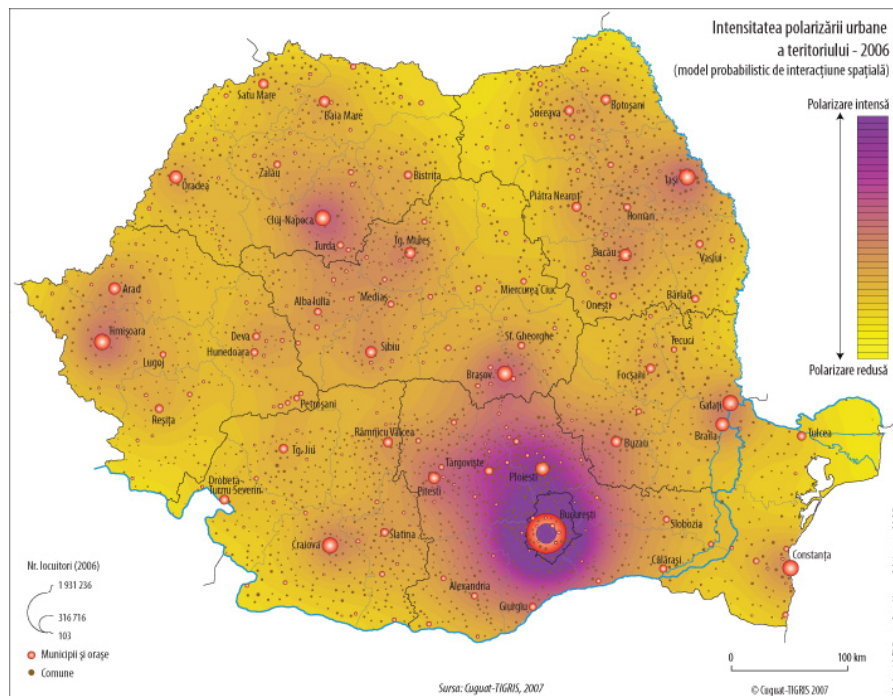 Intensitatea polarizării urbane
a teritoriului - 2006
(model probabilistic de interacțiune spațială)
Polarizare intensă
Polarizare redusă
Satu Mare
Baia Mare
Suceava
Botoșani
Oradea
Zalău
Bistrița
Iași
Piatra Neamț
Cluj-Napoca
Roman
Turda
Tg. Mureș
Bacău
Vaslui
Arad
Miercurea Ciuc
Alba Iulia
Mediaș
Onești
Bârlad
Timișoara
Deva
Hunedoara
Sibiu
Sf. Gheorghe
Tecuci
Lugoj
Brașov
Focșani
Reșița
Petroșani
Galați
Râmnicu Vâlcea
Buzău
Brăila
Tulcea
Tg. Jiu
Târgoviște
Ploiești
Pitești
Drobeta
Turnu Severin
București
Slobozia
Craiova
Slatina
Călărași
Constanța
Alexandria
Giurgiu
Nr. locuitori (2006)
1 931 236
316 716
103
Municipii și orașe
Comune
0
100 km
Sursa: Cuguat-TIGRIS, 2007
© Cuguat-TIGRIS 2007